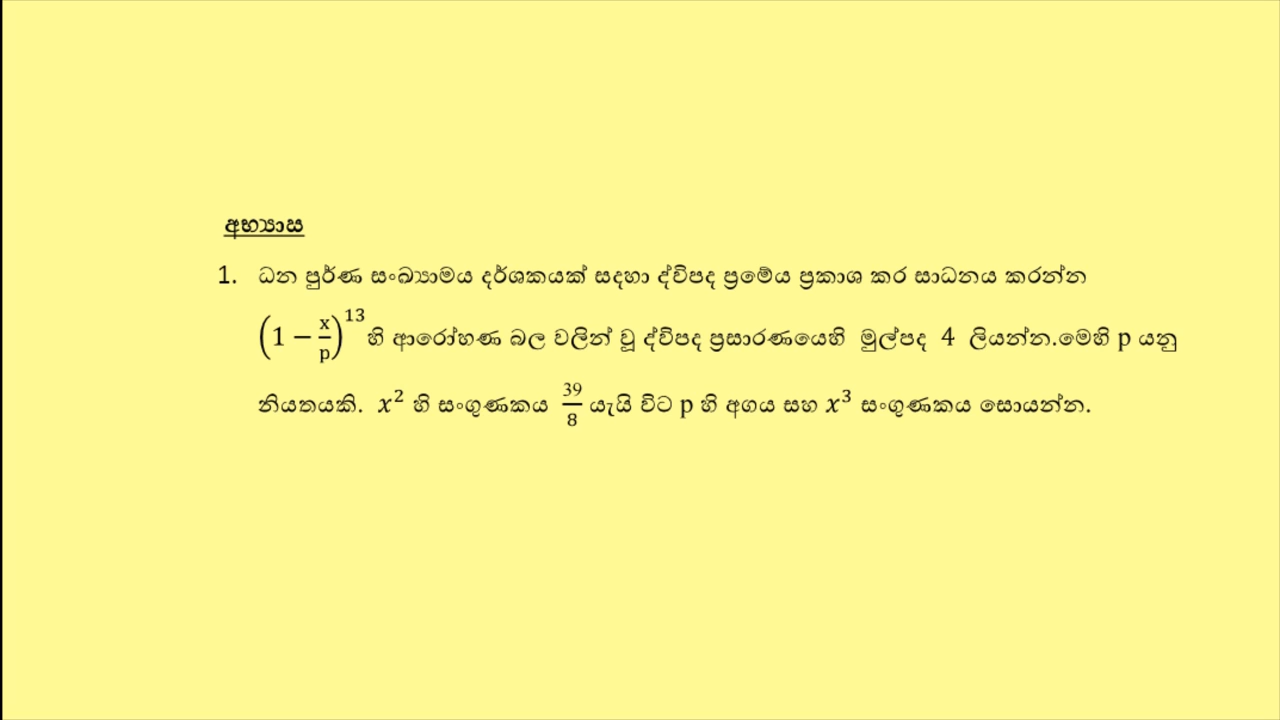 අභ්‍යාස
1. ධන පුර්ණ සංඛ්‍යාමය දර්ශකයක් සදහා ද්විපද ප්‍රමේය ප්‍රකාශ කර සාධනය කරන්න
(1 − x/p)¹³ හි ආරෝහණ බල වලින් වූ ද්විපද ප්‍රසාරණයෙහි මුල්පද 4 ලියන්න.මෙහි p යනු
නියතයකි. x² හි සංගුණකය 39/8 යැයි විට p හි අගය සහ x³ සංගුණකය සොයන්න.